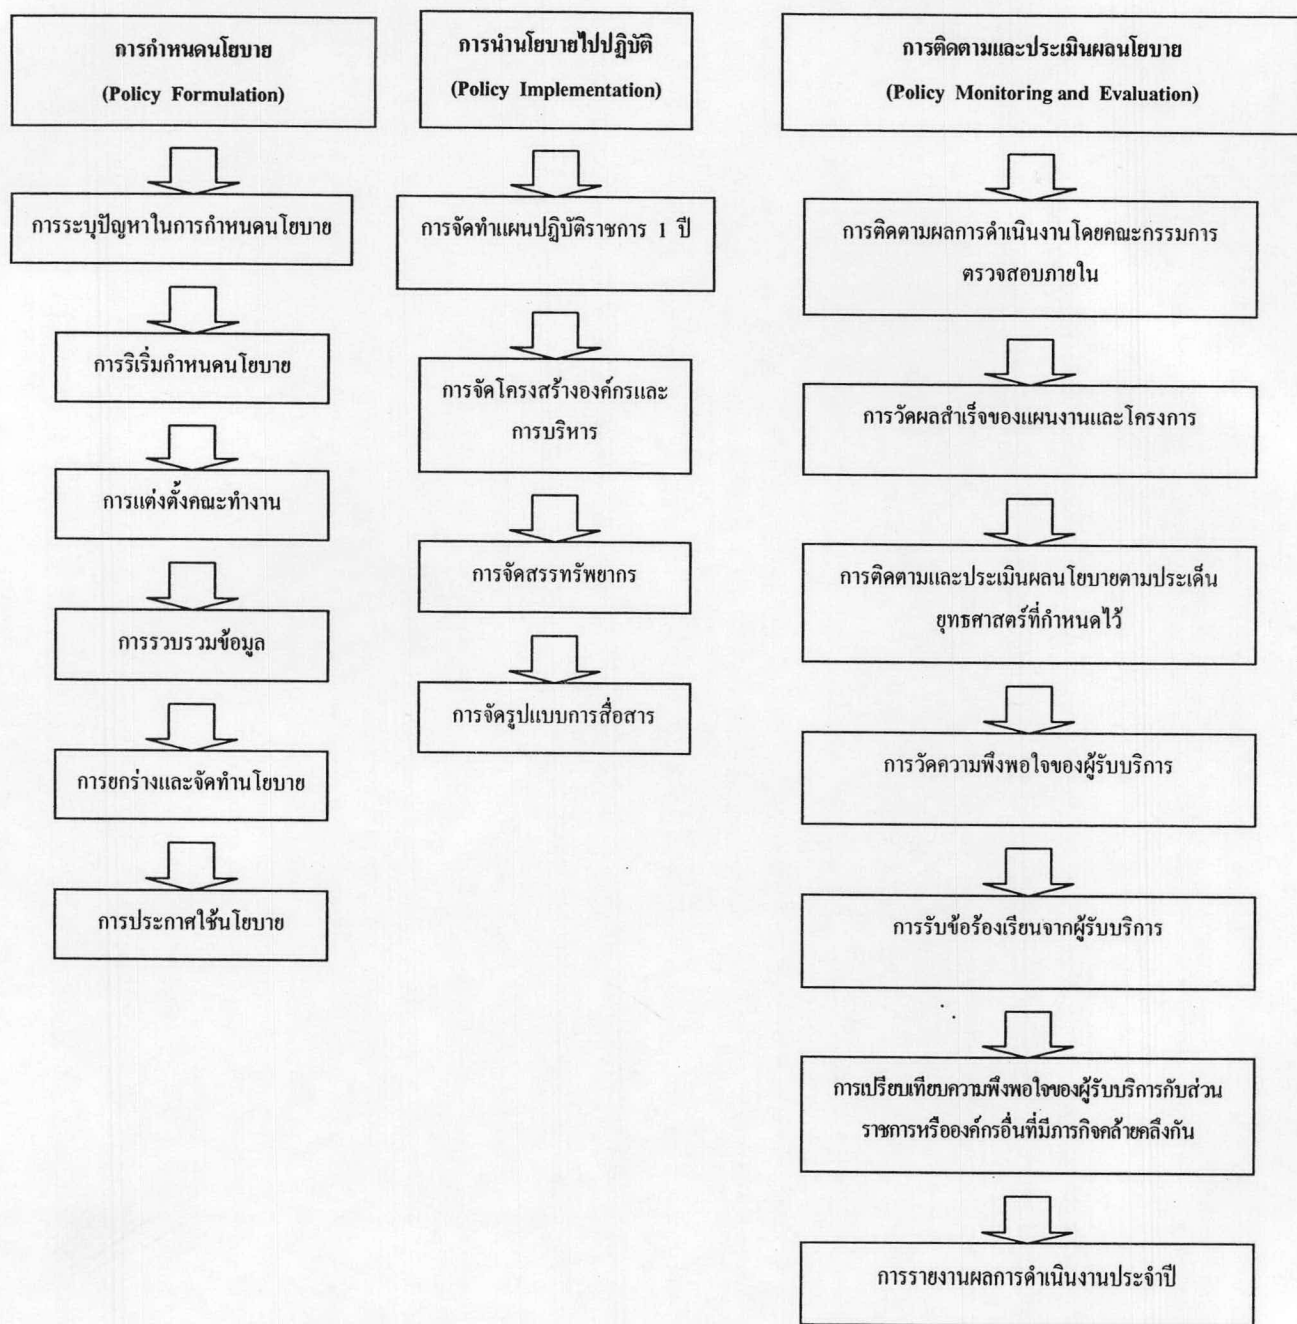 การกำหนดนโยบาย
(Policy Formulation)
การระบุปัญหาในการกำหนดนโยบาย
การริเริ่มกำหนดนโยบาย
การแต่งตั้งคณะทำงาน
การรวบรวมข้อมูล
การยกร่างและจัดทำนโยบาย
การประกาศใช้นโยบาย
การนำนโยบายไปปฏิบัติ
(Policy Implementation)
การจัดทำแผนปฏิบัติราชการ 1 ปี
การจัดโครงสร้างองค์กรและ
การบริหาร
การจัดสรรทรัพยากร
การจัดรูปแบบการสื่อสาร
การติดตามและประเมินผลนโยบาย
(Policy Monitoring and Evaluation)
การติดตามผลการดำเนินงานโดยคณะกรรมการ
ตรวจสอบภายใน
การวัดผลสำเร็จของแผนงานและโครงการ
การติดตามและประเมินผลนโยบายตามประเด็น
ยุทธศาสตร์ที่กำหนดไว้
การวัดความพึงพอใจของผู้รับบริการ
การรับข้อร้องเรียนจากผู้รับบริการ
การเปรียบเทียบความพึงพอใจของผู้รับบริการกับส่วน
ราชการหรือองค์กรอื่นที่มีภารกิจคล้ายคลึงกัน
การรายงานผลการดำเนินงานประจำปี